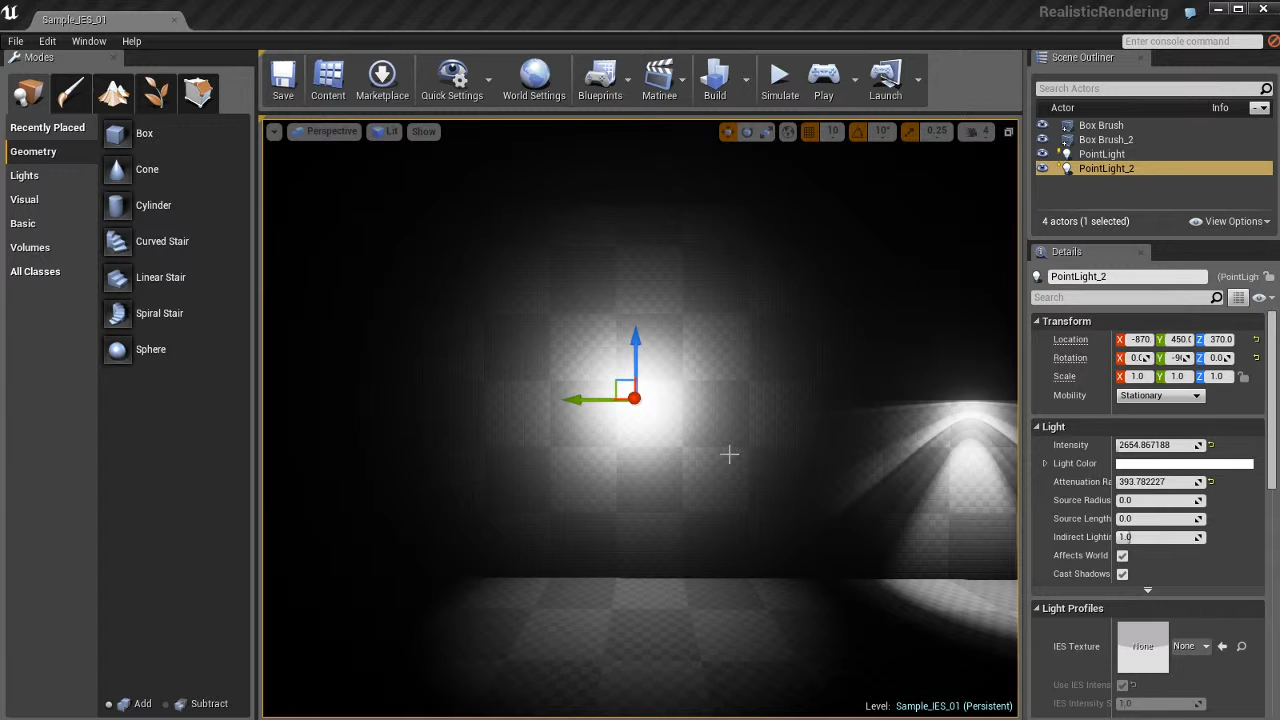 Sample_IES_01
RealisticRendering
File Edit Window Help
Enter console command
Modes
Recently Placed
Geometry
Lights
Visual
Basic
Volumes
All Classes
Box
Cone
Cylinder
Curved Stair
Linear Stair
Spiral Stair
Sphere
Add Subtract
Save Content Marketplace Quick Settings World Settings Blueprints Matinee Build Simulate Play Launch
Perspective Lit Show
10 10° 0.25 4
Level: Sample_IES_01 (Persistent)
Scene Outliner
Search Actors
Actor Info
Box Brush
Box Brush_2
PointLight
PointLight_2
4 actors (1 selected) View Options
Details
PointLight_2 (PointLigh
Search
Transform
Location X -870. Y 450.0 Z 370.0
Rotation X 0.0 Y -90 Z 0.0
Scale X 1.0 Y 1.0 Z 1.0
Mobility Stationary
Light
Intensity 2654.867188
Light Color
Attenuation Ra 393.782227
Source Radius 0.0
Source Length 0.0
Indirect Lightin 1.0
Affects World
Cast Shadows
Light Profiles
IES Texture None None
Use IES Intens
IES Intensity S 1.0